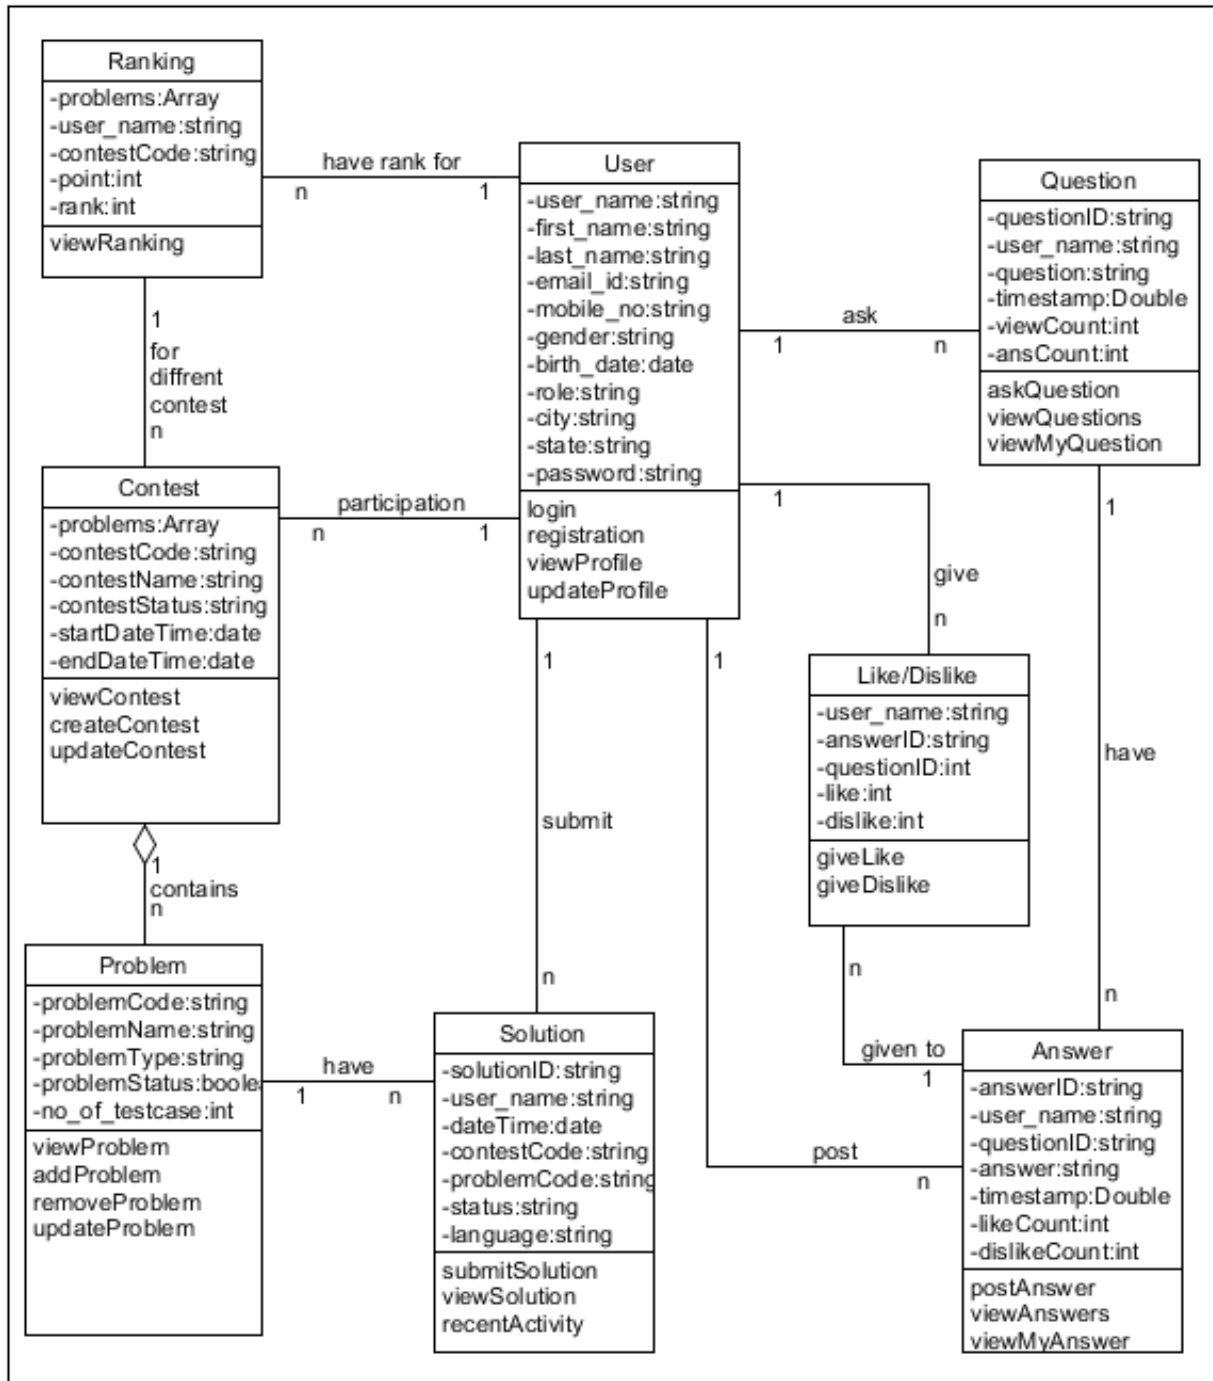 Ranking
-problems:Array
-user_name:string
-contestCode:string
-point:int
-rank:int
viewRanking
have rank for
n
1
User
-user_name:string
-first_name:string
-last_name:string
-email_id:string
-mobile_no:string
-gender:string
-birth_date:date
-role:string
-city:string
-state:string
-password:string
login
registration
viewProfile
updateProfile
Question
-questionID:string
-user_name:string
-question:string
-timestamp:Double
-viewCount:int
-ansCount:int
askQuestion
viewQuestions
viewMyQuestion
ask
1
n
1
for
diffrent
contest
n
Contest
-problems:Array
-contestCode:string
-contestName:string
-contestStatus:string
-startDateTime:date
-endDateTime:date
viewContest
createContest
updateContest
participation
n
1
1
give
n
1
have
n
Like/Dislike
-user_name:string
-answerID:string
-questionID:int
-like:int
-dislike:int
giveLike
giveDislike
1
submit
n
1
post
n
1
contains
n
Problem
-problemCode:string
-problemName:string
-problemType:string
-problemStatus:boolea
-no_of_testcase:int
viewProblem
addProblem
removeProblem
updateProblem
have
1
n
Solution
-solutionID:string
-user_name:string
-dateTime:date
-contestCode:string
-problemCode:string
-status:string
-language:string
submitSolution
viewSolution
recentActivity
n
given to
1
Answer
-answerID:string
-user_name:string
-questionID:string
-answer:string
-timestamp:Double
-likeCount:int
-dislikeCount:int
postAnswer
viewAnswers
viewMyAnswer